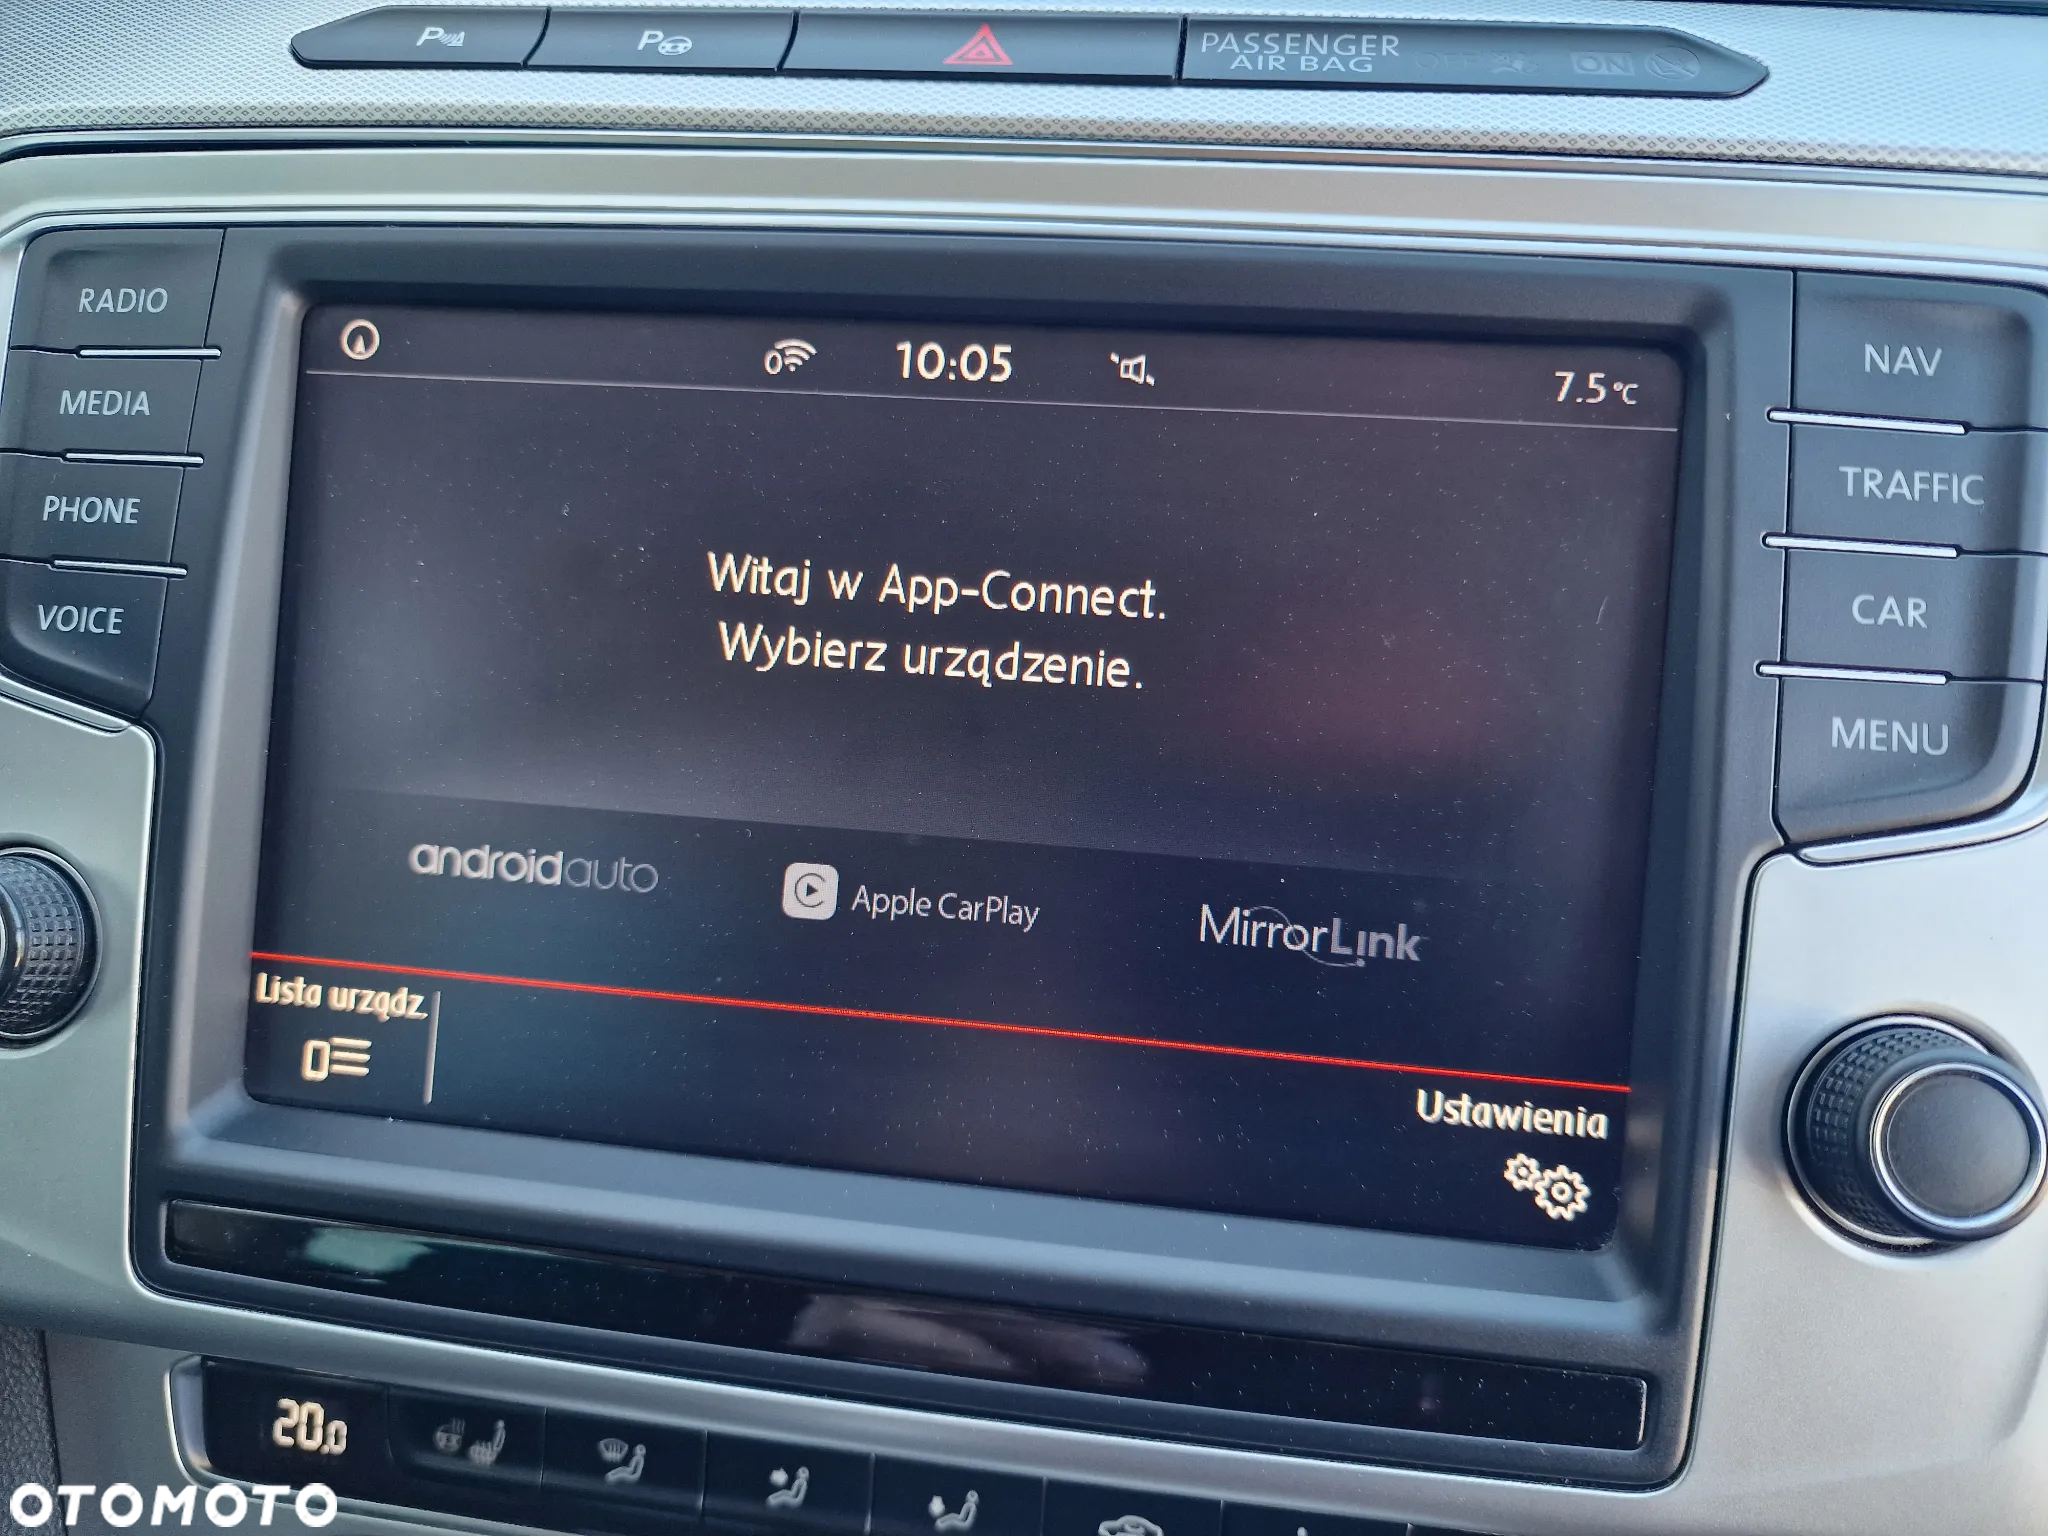 P P
PASSENGER
AIR BAG OFF ON
RADIO
MEDIA
PHONE
VOICE
NAV
TRAFFIC
CAR
MENU
0 10:05 7.5°C
Witaj w App-Connect.
Wybierz urządzenie.
androidauto Apple CarPlay MirrorLink
Lista urządz.
Ustawienia
20.0
OTOMOTO